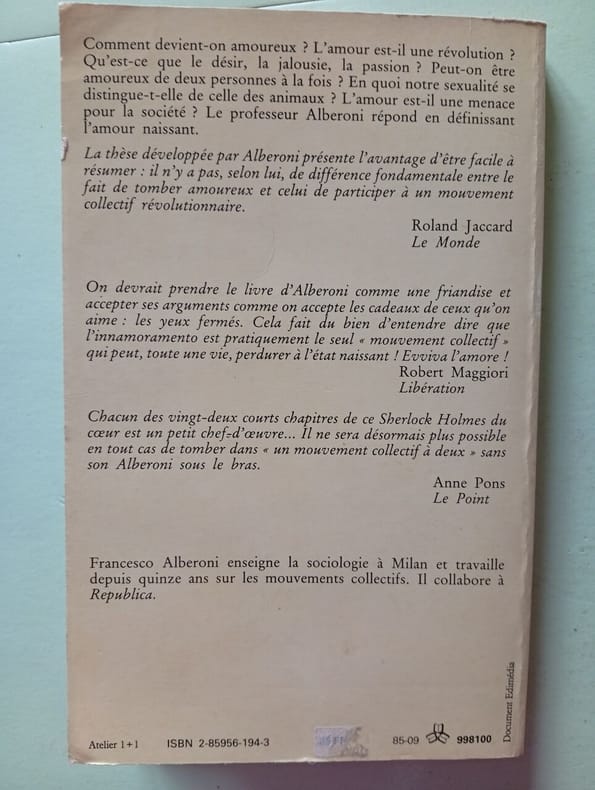 Comment devient-on amoureux ? L'amour est-il une révolution ?
Qu'est-ce que le désir, la jalousie, la passion ? Peut-on être
amoureux de deux personnes à la fois ? En quoi notre sexualité se
distingue-t-elle de celle des animaux ? L'amour est-il une menace
pour la société ? Le professeur Alberoni répond en définissant
l'amour naissant.
La thèse développée par Alberoni présente l'avantage d'être facile à
résumer : il n'y a pas, selon lui, de différence fondamentale entre le
fait de tomber amoureux et celui de participer à un mouvement
collectif révolutionnaire.
Roland Jaccard
Le Monde
On devrait prendre le livre d'Alberoni comme une friandise et
accepter ses arguments comme on accepte les cadeaux de ceux qu'on
aime : les yeux fermés. Cela fait du bien d'entendre dire que
l'innamoramento est pratiquement le seul « mouvement collectif »
qui peut, toute une vie, perdurer à l'état naissant ! Evviva l'amore !
Robert Maggiori
Libération
Chacun des vingt-deux courts chapitres de ce Sherlock Holmes du
cœur est un petit chef-d'œuvre... Il ne sera désormais plus possible
en tout cas de tomber dans « un mouvement collectif à deux » sans
son Alberoni sous le bras.
Anne Pons
Le Point
Francesco Alberoni enseigne la sociologie à Milan et travaille
depuis quinze ans sur les mouvements collectifs. Il collabore à
Republica.
Document Edimédia
Atelier 1+1 ISBN 2-85956-194-3 85-09 998100